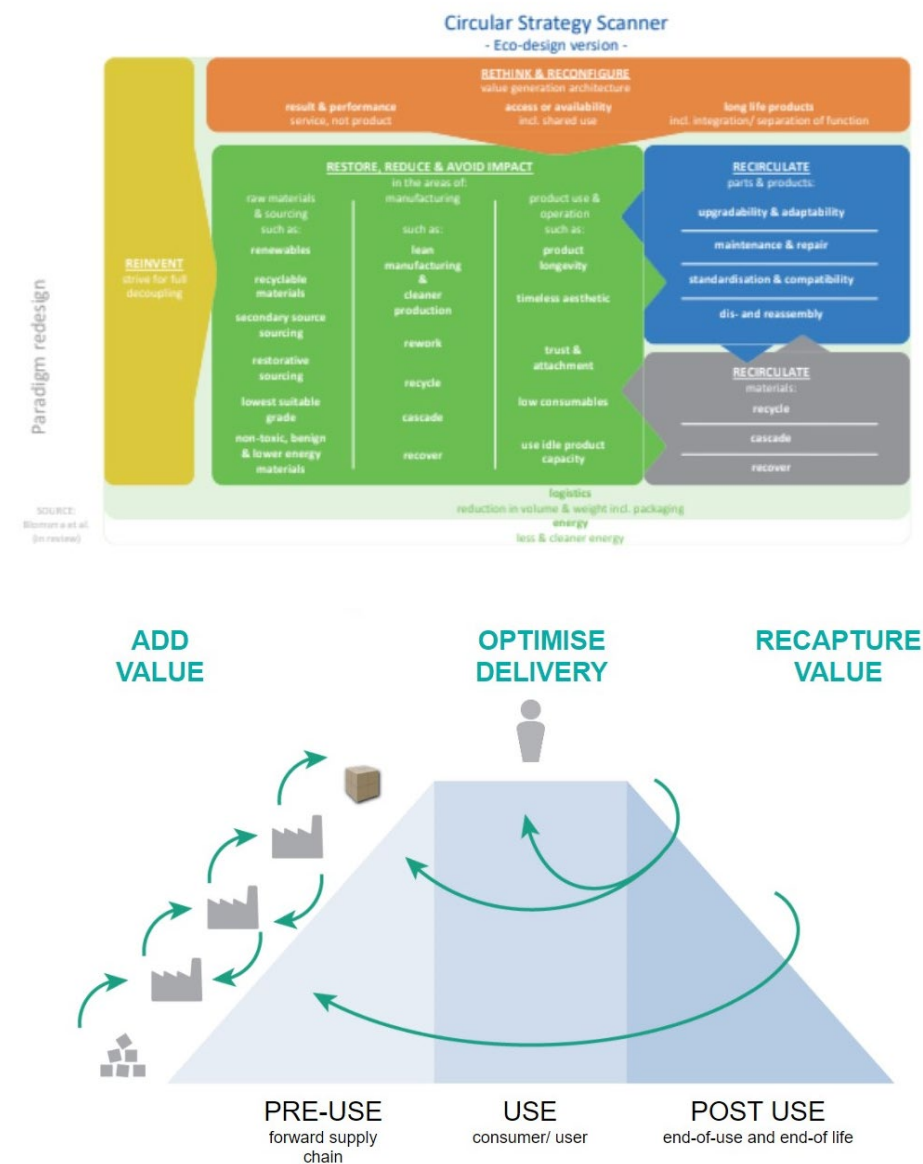 Circular Strategy Scanner
- Eco-design version -
RETHINK & RECONFIGURE
value generation architecture
result & performance
service, not product
access or availability
incl. shared use
long life products
incl. integration/ separation of function
Paradigm redesign
REINVENT
strive for full
decoupling
RESTORE, REDUCE & AVOID IMPACT
in the areas of:
raw materials
& sourcing
such as:
renewables
recyclable
materials
secondary source
sourcing
restorative
sourcing
lowest suitable
grade
non-toxic, benign
& lower energy
materials
manufacturing
such as:
lean
manufacturing
&
cleaner
production
rework
recycle
cascade
recover
product use &
operation
such as:
product
longevity
timeless aesthetic
trust &
attachment
low consumables
use idle product
capacity
RECIRCULATE
parts & products:
upgradability & adaptability
maintenance & repair
standardisation & compatibility
dis- and reassembly
RECIRCULATE
materials:
recycle
cascade
recover
logistics
reduction in volume & weight incl. packaging
energy
less & cleaner energy
SOURCE:
et al.
(in review)
ADD
VALUE
OPTIMISE
DELIVERY
RECAPTURE
VALUE
PRE-USE
forward supply
chain
USE
consumer/ user
POST USE
end-of-use and end-of life